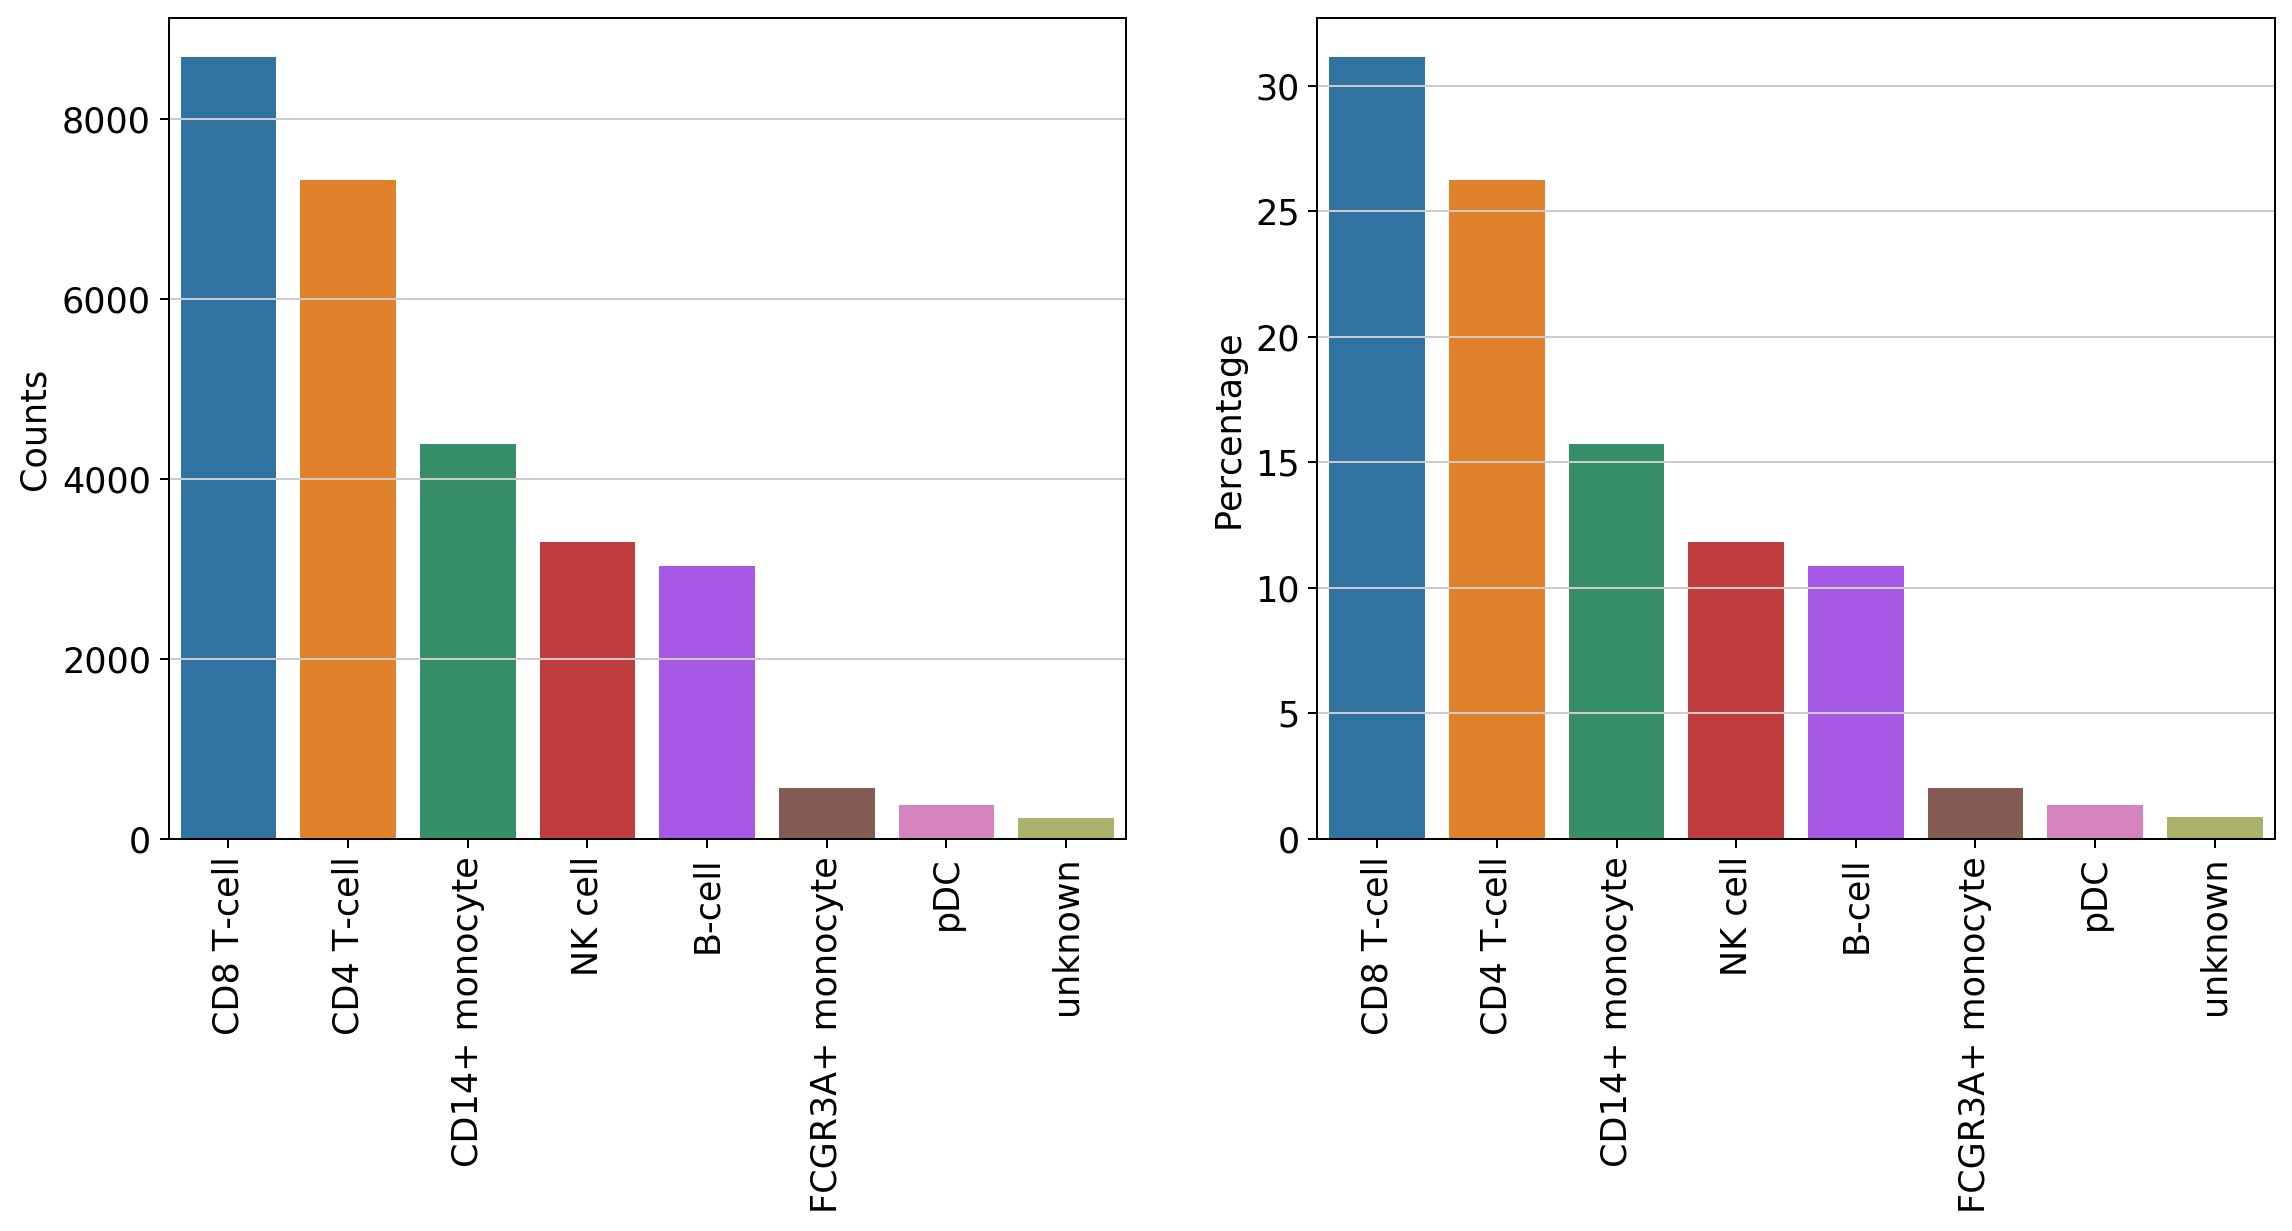 Counts
8000
6000
4000
2000
0
CD8 T-cell
CD4 T-cell
CD14+ monocyte
NK cell
B-cell
FCGR3A+ monocyte
pDC
unknown
Percentage
30
25
20
15
10
5
0
CD8 T-cell
CD4 T-cell
CD14+ monocyte
NK cell
B-cell
FCGR3A+ monocyte
pDC
unknown